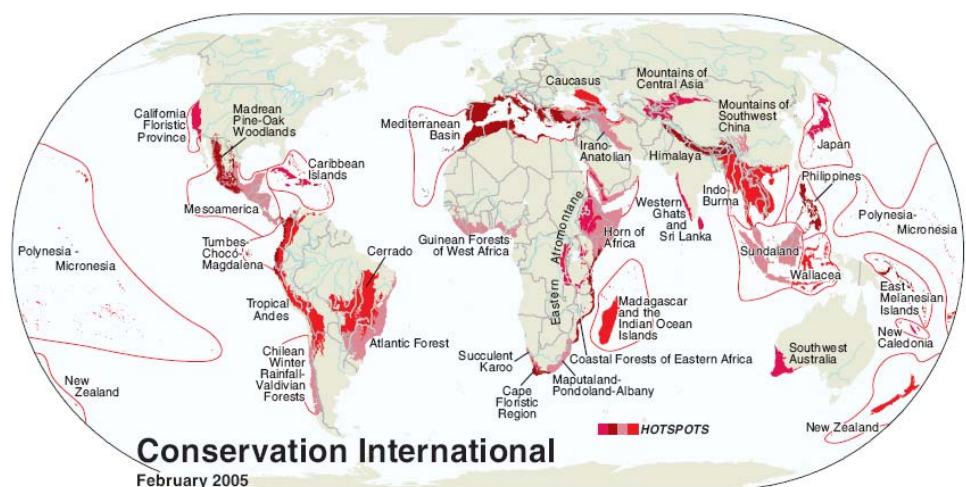 California
Floristic
Province
Madrean
Pine-Oak
Woodlands
Caribbean
Islands
Mesoamerica
Polynesia -
Micronesia
Tumbes-
Chocó-
Magdalena
Cerrado
Tropical
Andes
Atlantic Forest
Chilean
Winter
Rainfall-
Valdivian
Forests
New
Zealand
Mediterranean
Basin
Caucasus
Irano-
Anatolian
Mountains of
Central Asia
Mountains of
Southwest
China
Himalaya
Japan
Philippines
Indo-
Burma
Western
Ghats
and
Sri Lanka
Polynesia-
Micronesia
Guinean Forests
of West Africa
Eastern Afromontane
Horn of
Africa
Sundaland
Wallacea
East
Melanesian
Islands
New
Caledonia
Madagascar
and the
Indian Ocean
Islands
Coastal Forests of Eastern Africa
Succulent
Karoo
Cape
Floristic
Region
Maputaland-
Pondoland-Albany
Southwest
Australia
New Zealand
HOTSPOTS
Conservation International
February 2005